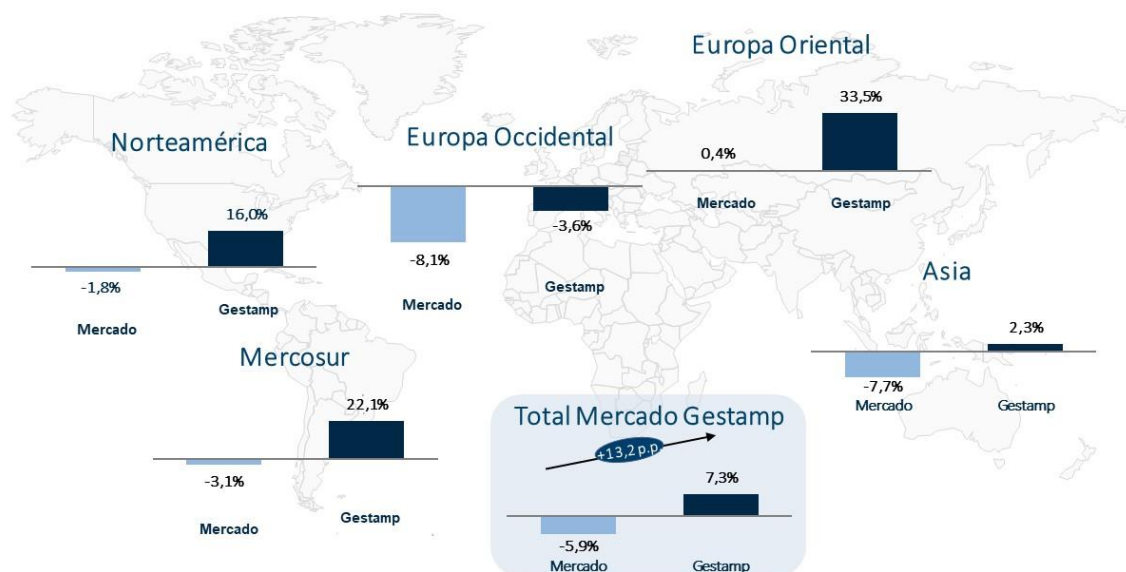 Europa Oriental
33,5%
0,4%
Mercado
Gestamp
Norteamérica
16,0%
-1,8%
Gestamp
Mercado
Europa Occidental
-3,6%
-8,1%
Gestamp
Mercado
Asia
2,3%
-7,7%
Mercado
Gestamp
Mercosur
22,1%
-3,1%
Gestamp
Mercado
Total Mercado Gestamp
+13,2 p.p.
7,3%
-5,9%
Mercado
Gestamp